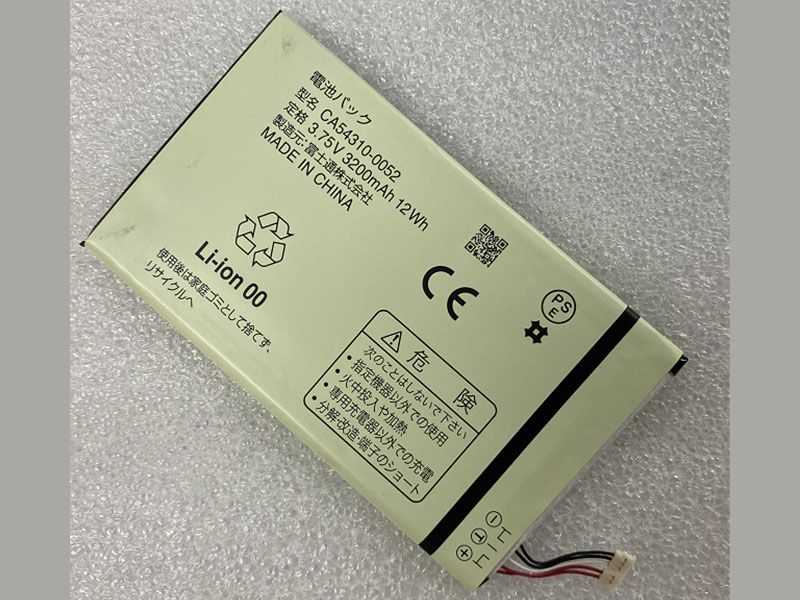 電池パック
型名 CA54310-0052
定格 3.75V 3200mAh 12Wh
製造元:富士通株式会社
MADE IN CHINA
Li-ion 00
使用後は家庭ゴミとして捨てず、
リサイクルへ
CE
PS
E
危 険
次のことはしないで下さい
・指定機器以外での使用
・火中投入や加熱
・専用充電器以外での充電
・分解・改造・端子のショート
⊖
T
⊕